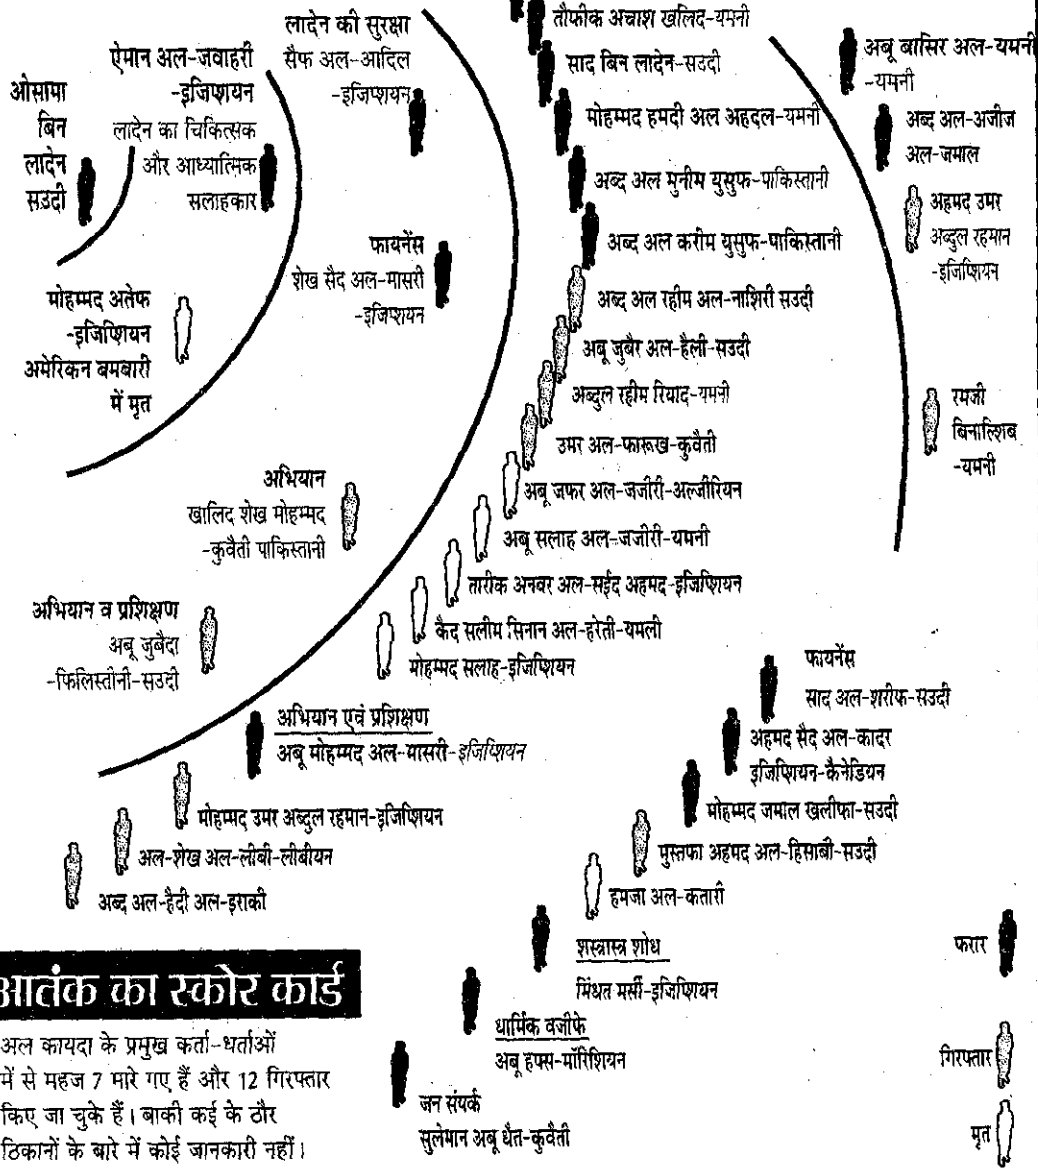 ओसामा
बिन
लादेन
सउदी
ऐमान अल-जवाहरी
-इजिप्शयन
लादेन का चिकित्सक
और आध्यात्मिक
सलाहकार
मोहम्मद अतेफ
-इजिप्शियन
अमेरिकन बमबारी
में मृत
लादेन की सुरक्षा
सैफ अल-आदिल
-इजिप्शयन
फायनेंस
शेख सैद अल-मासरी
-इजिप्शयन
अभियान
खालिद शेख मोहम्मद
-कुवैती पाकिस्तानी
अभियान व प्रशिक्षण
अबू जुबैदा
-फिलिस्तीनी-सउदी
तौफीक अचाश खलिद-यमनी
साद बिन लादेन-सउदी
मोहम्मद हमदी अल अहदल-यमनी
अब्द अल मुनीम युसुफ-पाकिस्तानी
अब्द अल करीम युसुफ-पाकिस्तानी
अब्द अल रहीम अल-नाशिरी सउदी
अबू जुबैर अल-हैली-सउदी
अब्दुल रहीम रियाद-यमनी
उमर अल-फारूख-कुवैती
अबू जफर अल-जजीरी-अल्जीरियन
अबू सलाह अल-जजीरी-यमनी
तारीक अनवर अल-सईद अहमद-इजिप्शियन
कैद सलीम सिनान अल-हरेती-यमली
मोहम्मद सलाह-इजिप्शियन
अभियान एवं प्रशिक्षण
अबू मोहम्मद अल-मासरी-इजिप्शियन
मोहम्मद उमर अब्दुल रहमान-इजिप्शियन
अल-शेख अल-लीबी-लीबीयन
अब्द अल-हैदी अल-इराकी
अबू बासिर अल-यमनी
-यमनी
अब्द अल-अजीज
अल-जमाल
अहमद उमर
अब्दुल रहमान
-इजिप्शियन
रमजी
बिनाल्शिब
-यमनी
फायनेंस
साद अल-शरीफ-सउदी
अहमद सैद अल-कादर
इजिप्शियन-कैनेडियन
मोहम्मद जमाल खलीफा-सउदी
मुस्तफा अहमद अल-हिसाबी-सउदी
हमजा अल-कतारी
शस्त्रास्त्र शोध
मिंधत मर्सी-इजिप्शियन
धार्मिक वजीफे
अबू हफ्स-मॉरिशियन
जन संपर्क
सुलेमान अबू धैत-कुवैती
फरार
गिरफ्तार
मृत
आतंक का स्कोर कार्ड
अल कायदा के प्रमुख कर्ता-धर्ताओं
में से महज 7 मारे गए हैं और 12 गिरफ्तार
किए जा चुके हैं। बाकी कई के ठौर
ठिकानों के बारे में कोई जानकारी नहीं।